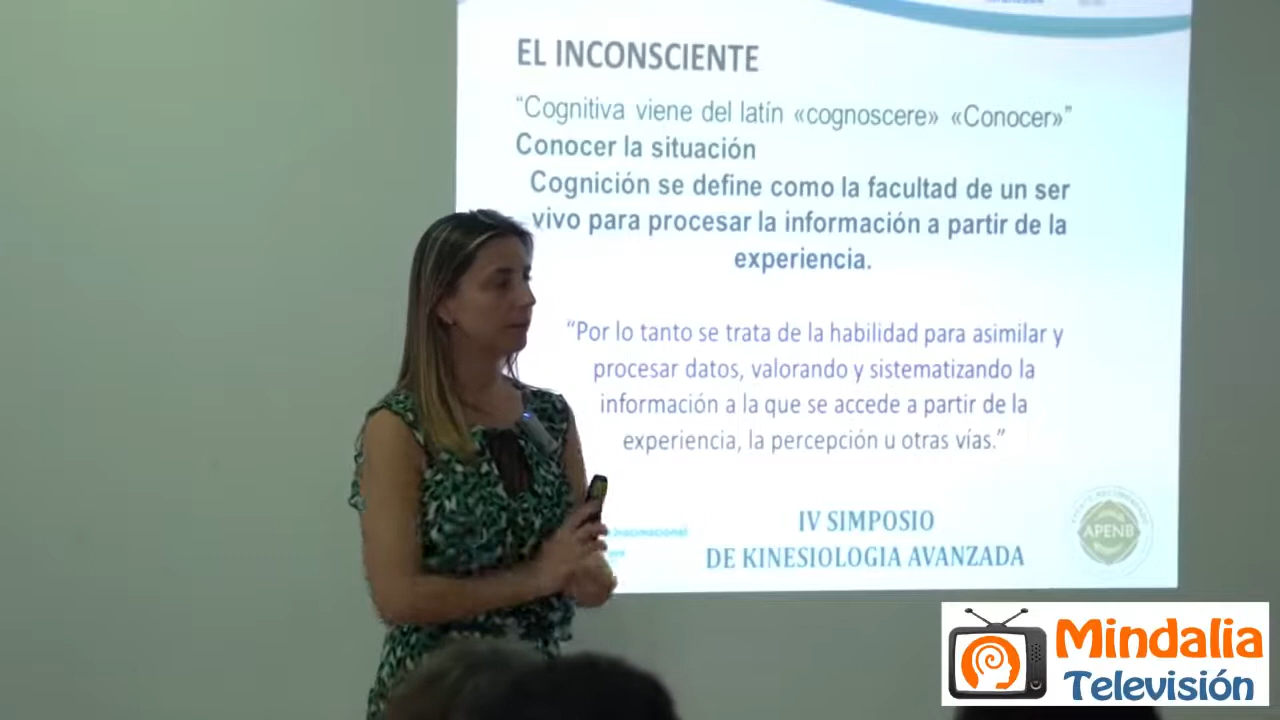 EL INCONSCIENTE
“Cognitiva viene del latín «cognoscere» «Conocer»”
Conocer la situación
Cognición se define como la facultad de un ser
vivo para procesar la información a partir de la
experiencia.
“Por lo tanto se trata de la habilidad para asimilar y
procesar datos, valorando y sistematizando la
información a la que se accede a partir de la
experiencia, la percepción u otras vías.”
IV SIMPOSIO
DE KINESIOLOGIA AVANZADA
APENB
Mindalia
Televisión